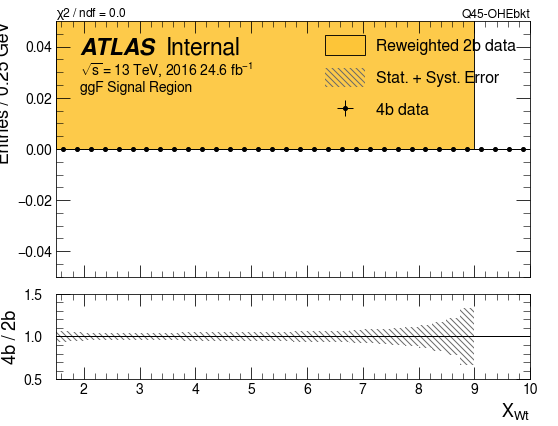 χ2 / ndf = 0.0
Q45-OHEbkt
ATLAS Internal
√s = 13 TeV, 2016 24.6 fb⁻¹
ggF Signal Region
Reweighted 2b data
Stat. + Syst. Error
4b data
Entries / 0.25 GeV
0.04
0.02
0.00
−0.02
−0.04
4b / 2b
1.5
1.0
0.5
2 3 4 5 6 7 8 9 10
X_Wt